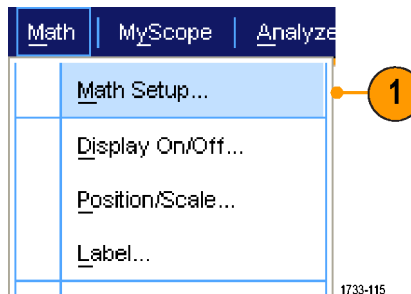 Math | MyScope | Analyze
Math Setup... 1
Display On/Off...
Position/Scale...
Label...
1733-115